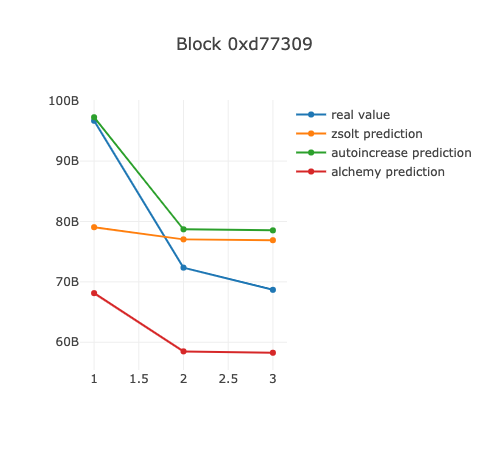 Block 0xd77309
100B
90B
80B
70B
60B
1
1.5
2
2.5
3
real value
zsolt prediction
autoincrease prediction
alchemy prediction